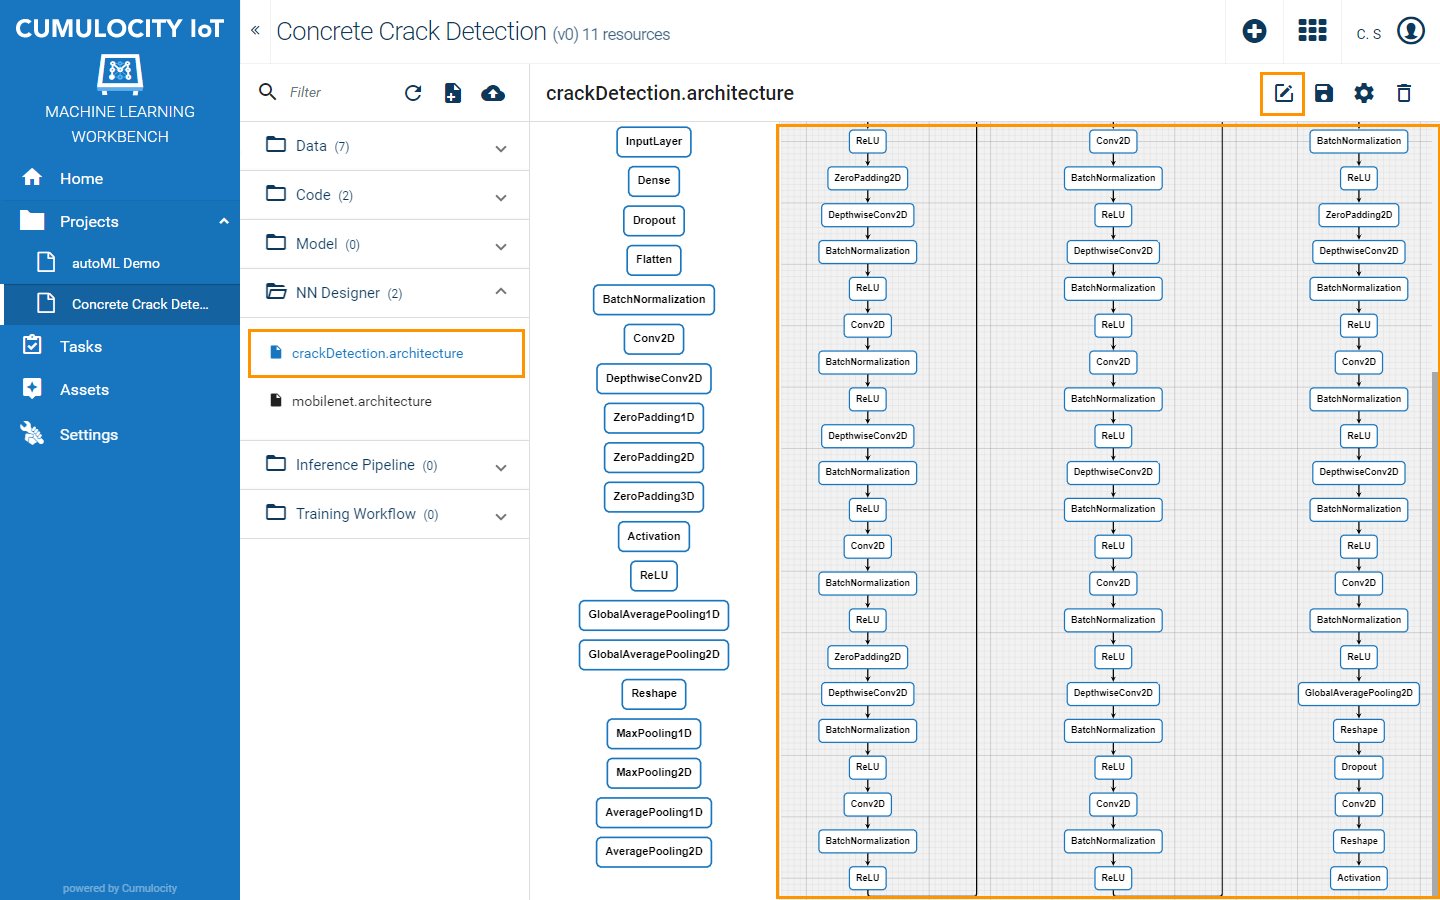 CUMULOCITY IoT
MACHINE LEARNING
WORKBENCH
Home
Projects
autoML Demo
Concrete Crack Dete...
Tasks
Assets
Settings
powered by Cumulocity
« Concrete Crack Detection (v0) 11 resources
C. S
Filter
Data (7)
Code (2)
Model (0)
NN Designer (2)
crackDetection.architecture
mobilenet.architecture
Inference Pipeline (0)
Training Workflow (0)
crackDetection.architecture
InputLayer
Dense
Dropout
Flatten
BatchNormalization
Conv2D
DepthwiseConv2D
ZeroPadding1D
ZeroPadding2D
ZeroPadding3D
Activation
ReLU
GlobalAveragePooling1D
GlobalAveragePooling2D
Reshape
MaxPooling1D
MaxPooling2D
AveragePooling1D
AveragePooling2D
ReLU
ZeroPadding2D
DepthwiseConv2D
BatchNormalization
ReLU
Conv2D
BatchNormalization
ReLU
DepthwiseConv2D
BatchNormalization
ReLU
Conv2D
BatchNormalization
ReLU
ZeroPadding2D
DepthwiseConv2D
BatchNormalization
ReLU
Conv2D
BatchNormalization
ReLU
Conv2D
BatchNormalization
ReLU
DepthwiseConv2D
BatchNormalization
ReLU
Conv2D
BatchNormalization
ReLU
DepthwiseConv2D
BatchNormalization
ReLU
Conv2D
BatchNormalization
ReLU
DepthwiseConv2D
BatchNormalization
ReLU
Conv2D
BatchNormalization
ReLU
BatchNormalization
ReLU
ZeroPadding2D
DepthwiseConv2D
BatchNormalization
ReLU
Conv2D
BatchNormalization
ReLU
DepthwiseConv2D
BatchNormalization
ReLU
Conv2D
BatchNormalization
ReLU
GlobalAveragePooling2D
Reshape
Dropout
Conv2D
Reshape
Activation